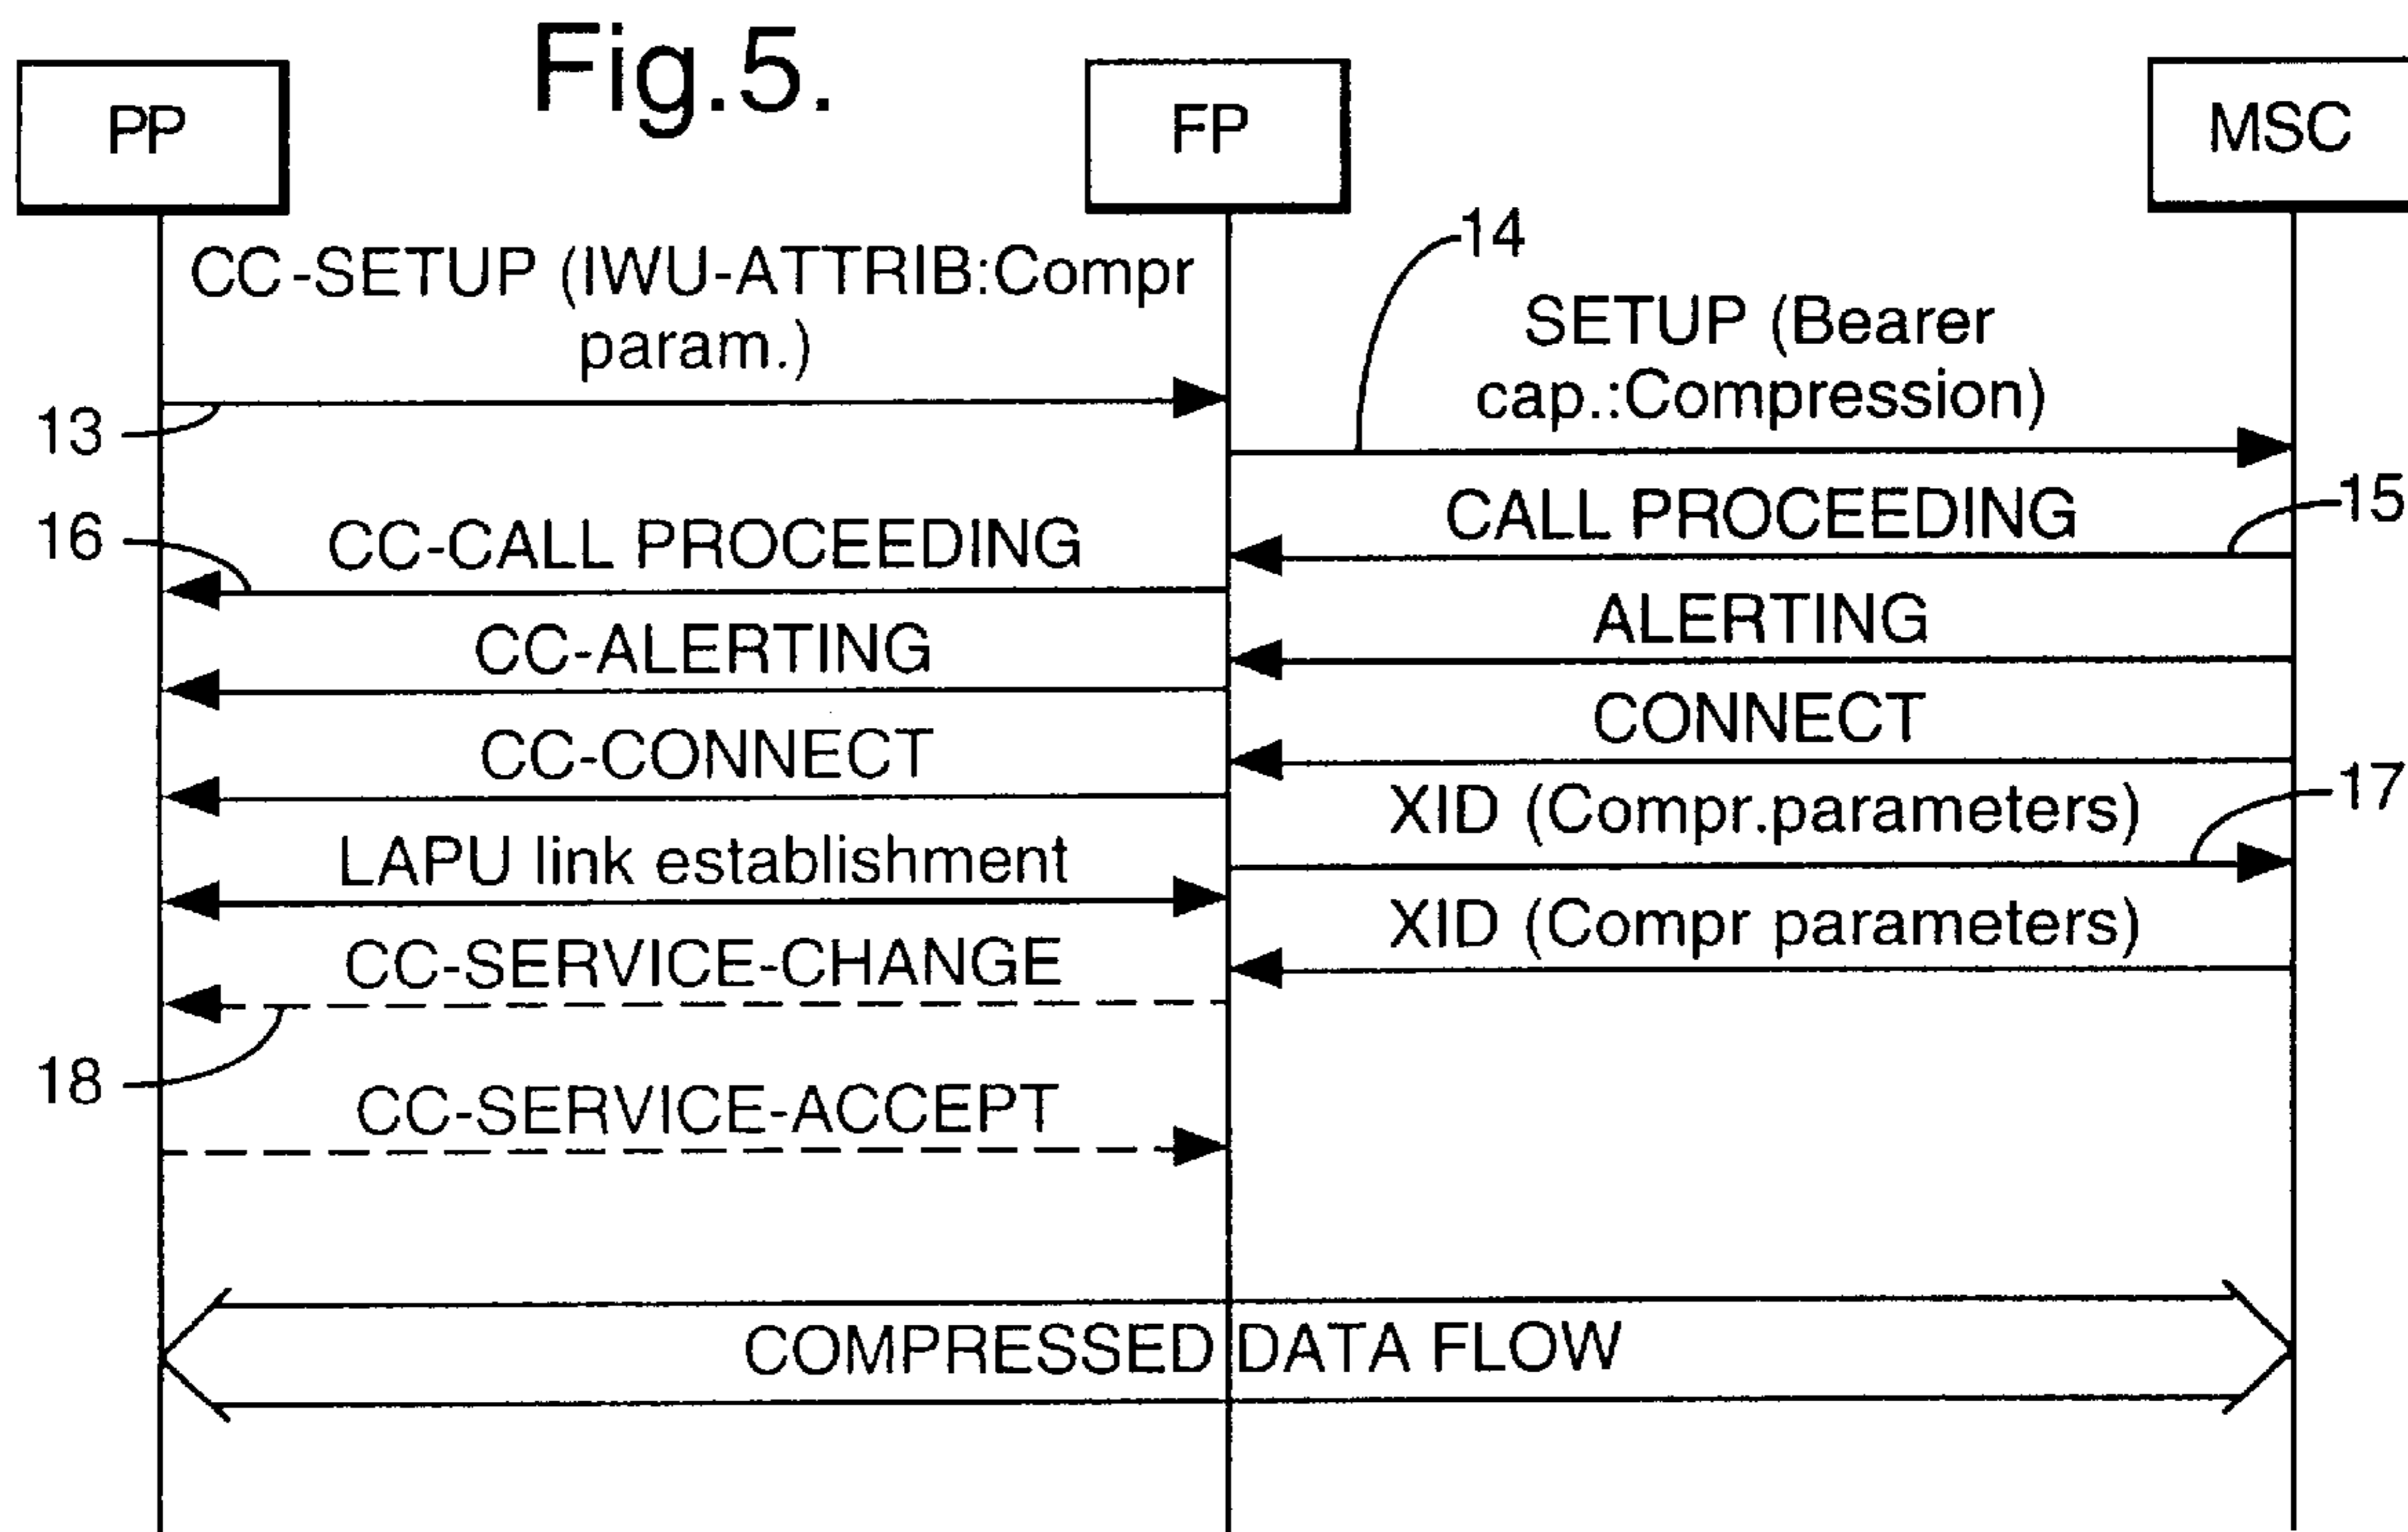 Fig.5.
PP
FP
MSC
CC-SETUP (IWU-ATTRIB:Compr
param.)
13
14
SETUP (Bearer
cap.:Compression)
CALL PROCEEDING
15
16
CC-CALL PROCEEDING
ALERTING
CC-ALERTING
CONNECT
CC-CONNECT
XID (Compr.parameters)
17
LAPU link establishment
XID (Compr parameters)
CC-SERVICE-CHANGE
18
CC-SERVICE-ACCEPT
COMPRESSED DATA FLOW